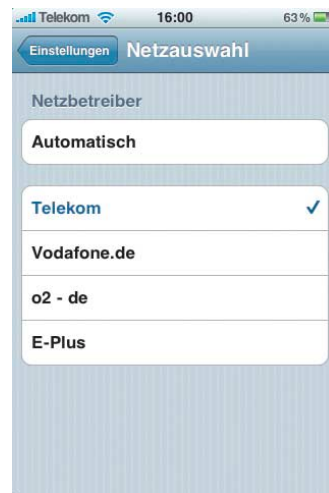 Telekom 16:00 63 %
Einstellungen Netzauswahl
Netzbetreiber
Automatisch
Telekom
Vodafone.de
o2 - de
E-Plus